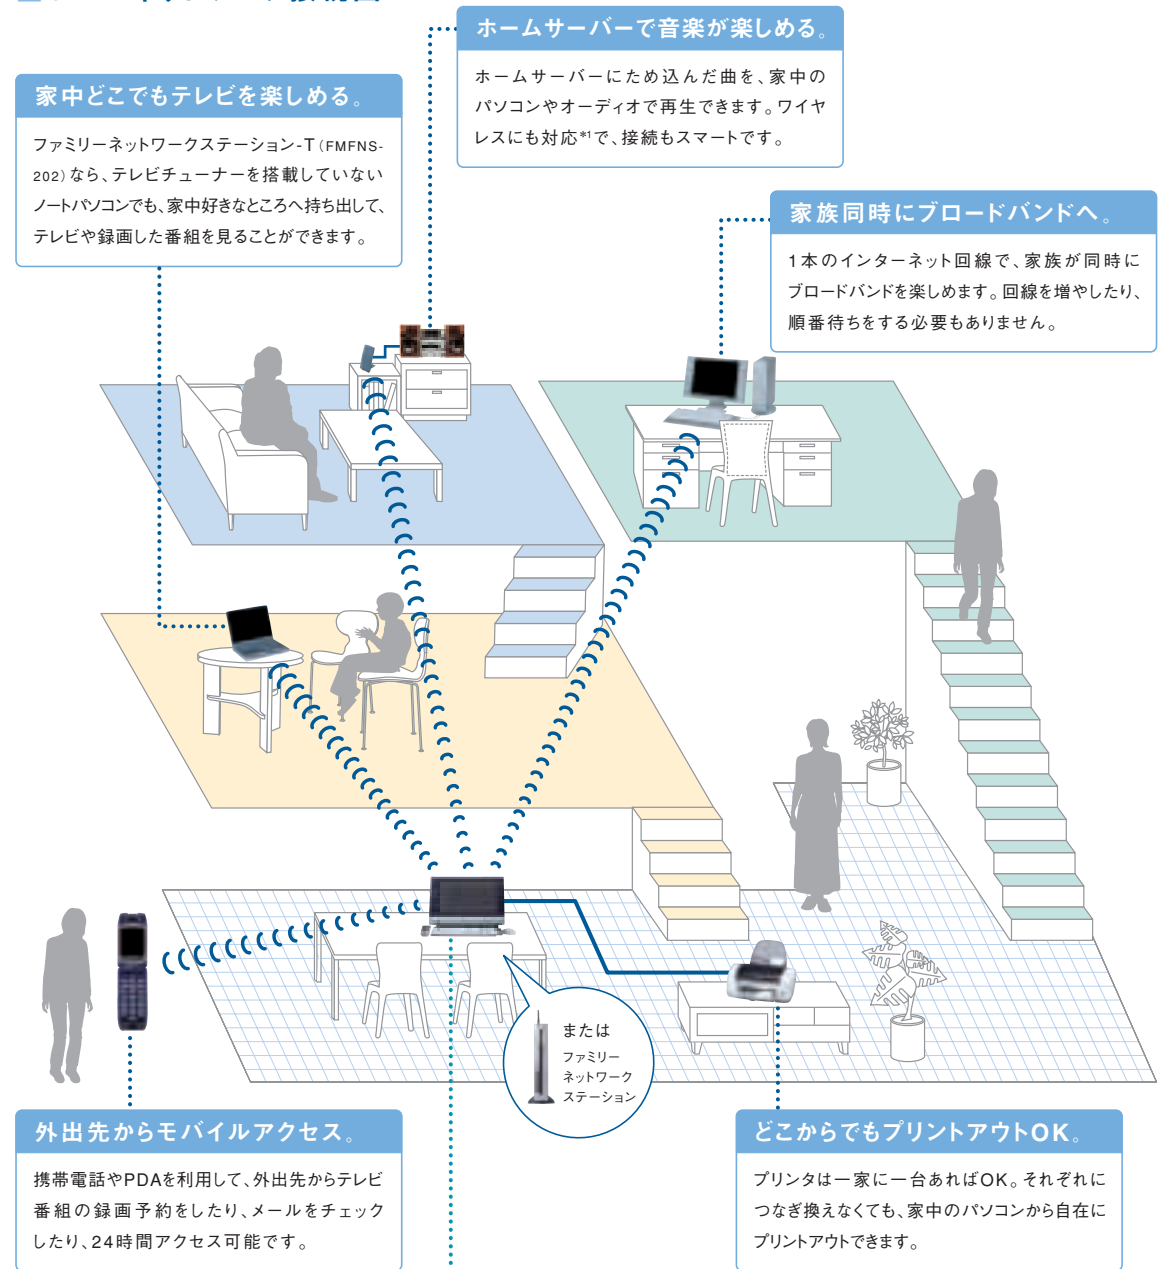 ホームサーバーで音楽が楽しめる。
ホームサーバーにため込んだ曲を、家中の
パソコンやオーディオで再生できます。ワイヤ
レスにも対応*1で、接続もスマートです。
家中どこでもテレビを楽しめる。
ファミリーネットワークステーション-T(FMFNS-
202)なら、テレビチューナーを搭載していない
ノートパソコンでも、家中好きなところへ持ち出して、
テレビや録画した番組を見ることができます。
家族同時にブロードバンドへ。
1本のインターネット回線で、家族が同時に
ブロードバンドを楽しめます。回線を増やしたり、
順番待ちをする必要もありません。
または
ファミリー
ネットワーク
ステーション
外出先からモバイルアクセス。
携帯電話やPDAを利用して、外出先からテレビ
番組の録画予約をしたり、メールをチェック
したり、24時間アクセス可能です。
どこからでもプリントアウトOK。
プリンタは一家に一台あればOK。それぞれに
つなぎ換えなくても、家中のパソコンから自在に
プリントアウトできます。